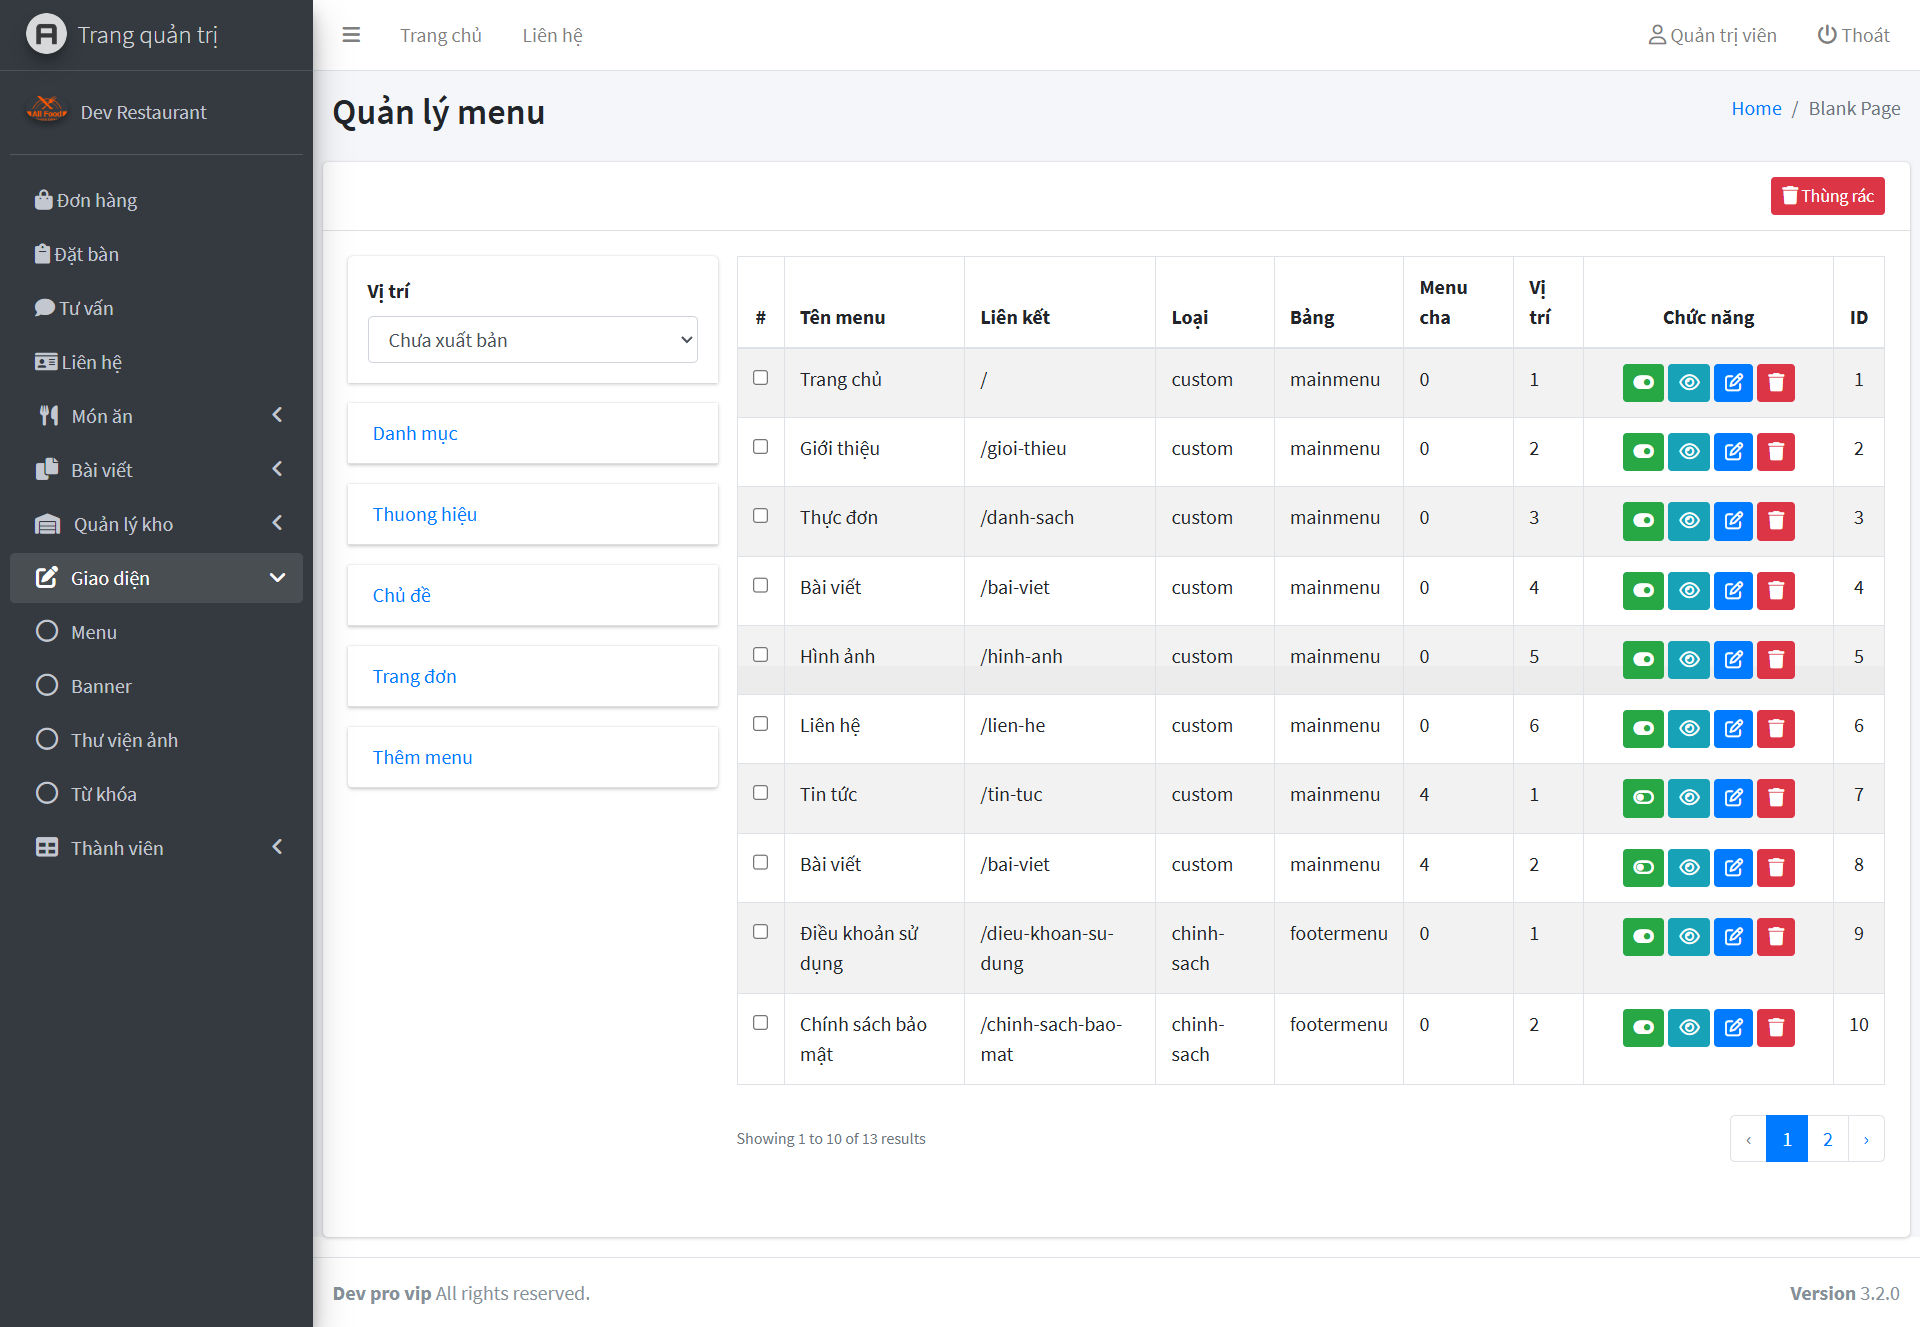 Trang quản trị
Trang chủ
Liên hệ
Quản trị viên
Thoát
All Food
Dev Restaurant
Quản lý menu
Home / Blank Page
Đơn hàng
Đặt bàn
Tư vấn
Liên hệ
Món ăn
Bài viết
Quản lý kho
Giao diện
Menu
Banner
Thư viện ảnh
Từ khóa
Thành viên
Thùng rác
Vị trí
Chưa xuất bản
Danh mục
Thuong hiệu
Chủ đề
Trang đơn
Thêm menu
# Tên menu Liên kết Loại Bảng Menu cha Vị trí Chức năng ID
Trang chủ / custom mainmenu 0 1 1
Giới thiệu /gioi-thieu custom mainmenu 0 2 2
Thực đơn /danh-sach custom mainmenu 0 3 3
Bài viết /bai-viet custom mainmenu 0 4 4
Hình ảnh /hinh-anh custom mainmenu 0 5 5
Liên hệ /lien-he custom mainmenu 0 6 6
Tin tức /tin-tuc custom mainmenu 4 1 7
Bài viết /bai-viet custom mainmenu 4 2 8
Điều khoản sử dụng /dieu-khoan-su-dung chinh-sach footermenu 0 1 9
Chính sách bảo mật /chinh-sach-bao-mat chinh-sach footermenu 0 2 10
Showing 1 to 10 of 13 results
‹ 1 2 ›
Dev pro vip All rights reserved.
Version 3.2.0